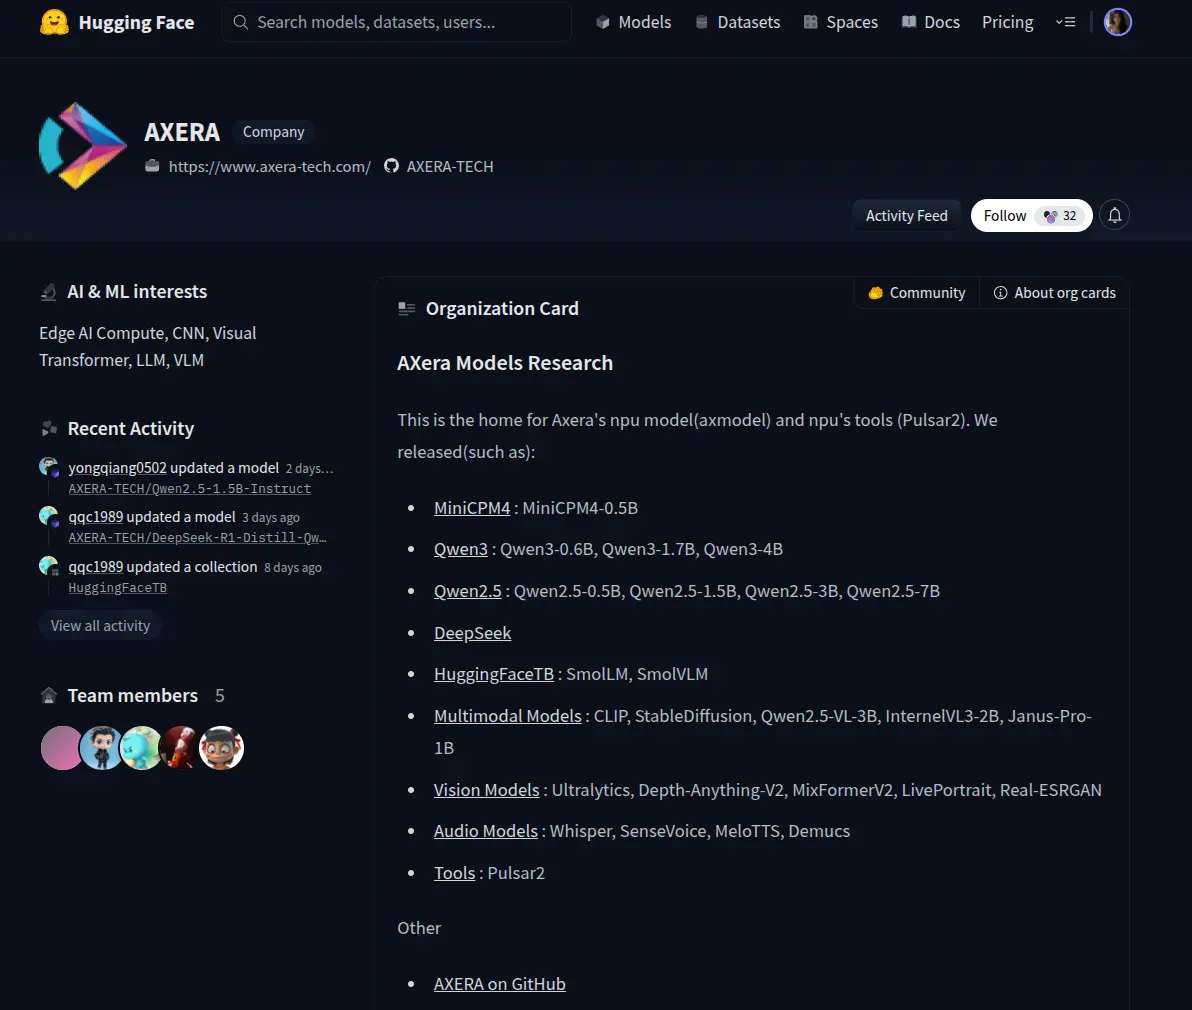 Hugging Face
Search models, datasets, users...
Models
Datasets
Spaces
Docs
Pricing
AXERA
Company
https://www.axera-tech.com/
AXERA-TECH
Activity Feed
Follow
32
AI & ML interests
Edge AI Compute, CNN, Visual
Transformer, LLM, VLM
Recent Activity
yongqiang0502 updated a model 2 days…
AXERA-TECH/Qwen2.5-1.5B-Instruct
qqc1989 updated a model 3 days ago
AXERA-TECH/DeepSeek-R1-Distill-Qw…
qqc1989 updated a collection 8 days ago
HuggingFaceTB
View all activity
Team members 5
Organization Card
Community
About org cards
AXera Models Research
This is the home for Axera's npu model(axmodel) and npu's tools (Pulsar2). We
released(such as):
MiniCPM4 : MiniCPM4-0.5B
Qwen3 : Qwen3-0.6B, Qwen3-1.7B, Qwen3-4B
Qwen2.5 : Qwen2.5-0.5B, Qwen2.5-1.5B, Qwen2.5-3B, Qwen2.5-7B
DeepSeek
HuggingFaceTB : SmolLM, SmolVLM
Multimodal Models : CLIP, StableDiffusion, Qwen2.5-VL-3B, InternelVL3-2B, Janus-Pro-
1B
Vision Models : Ultralytics, Depth-Anything-V2, MixFormerV2, LivePortrait, Real-ESRGAN
Audio Models : Whisper, SenseVoice, MeloTTS, Demucs
Tools : Pulsar2
Other
AXERA on GitHub